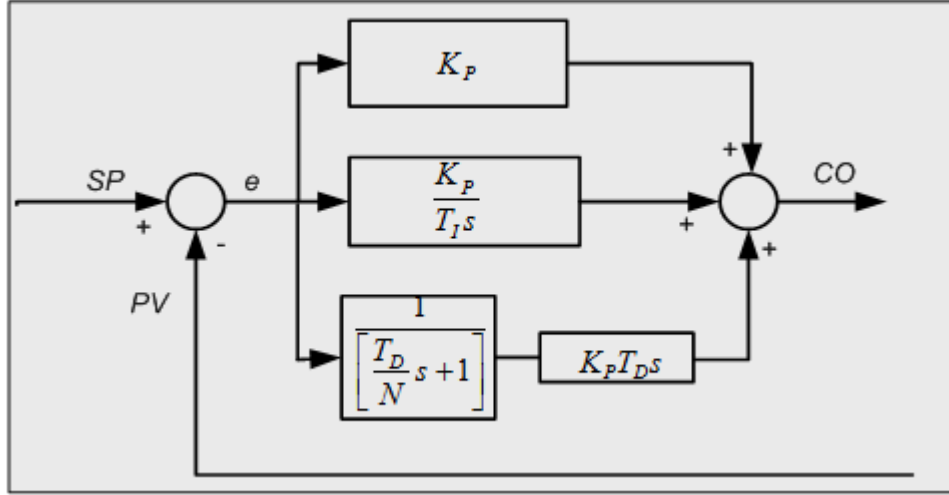 K_P
SP
e
+
-
PV
K_P
T_I s
+
+
+
CO
1
[T_D/N s + 1]
K_P T_D s